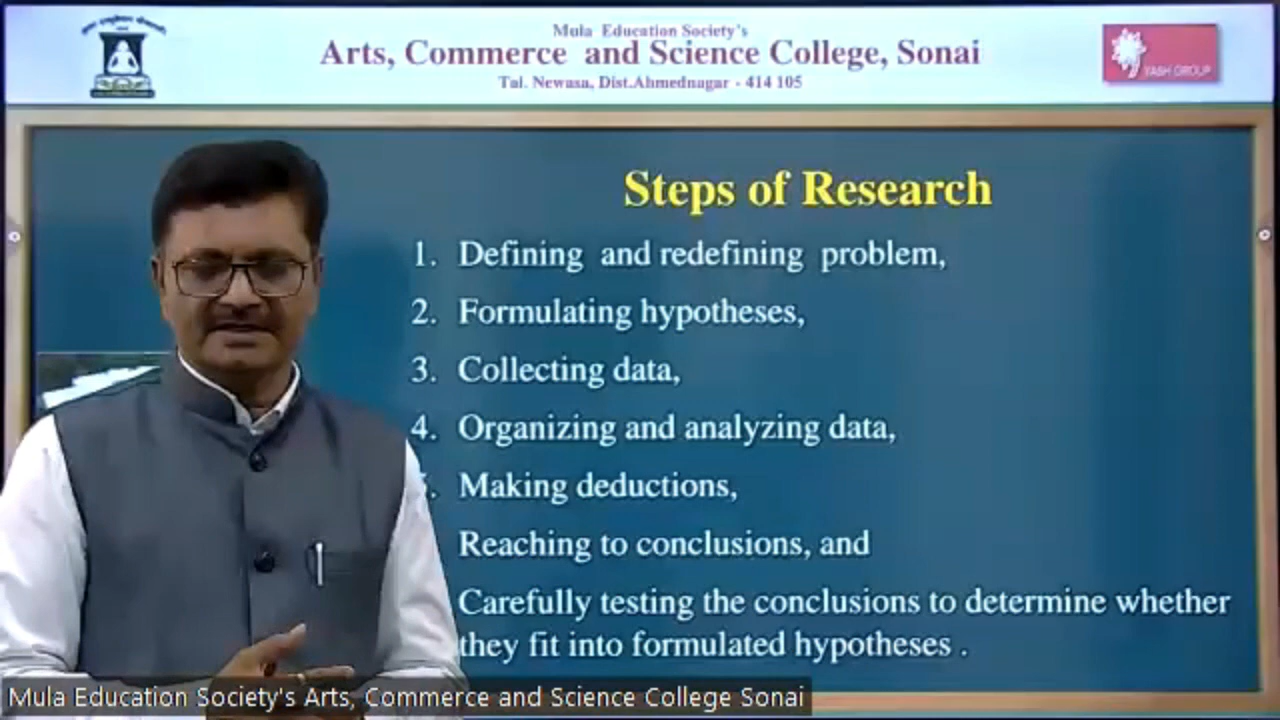 Mula Education Society's
Arts, Commerce and Science College, Sonai
Tal. Newasa, Dist.Ahmednagar - 414 105
YASH GROUP
Steps of Research
1. Defining and redefining problem,
2. Formulating hypotheses,
3. Collecting data,
4. Organizing and analyzing data,
Making deductions,
Reaching to conclusions, and
Carefully testing the conclusions to determine whether
they fit into formulated hypotheses .
Mula Education Society's Arts, Commerce and Science College Sonai